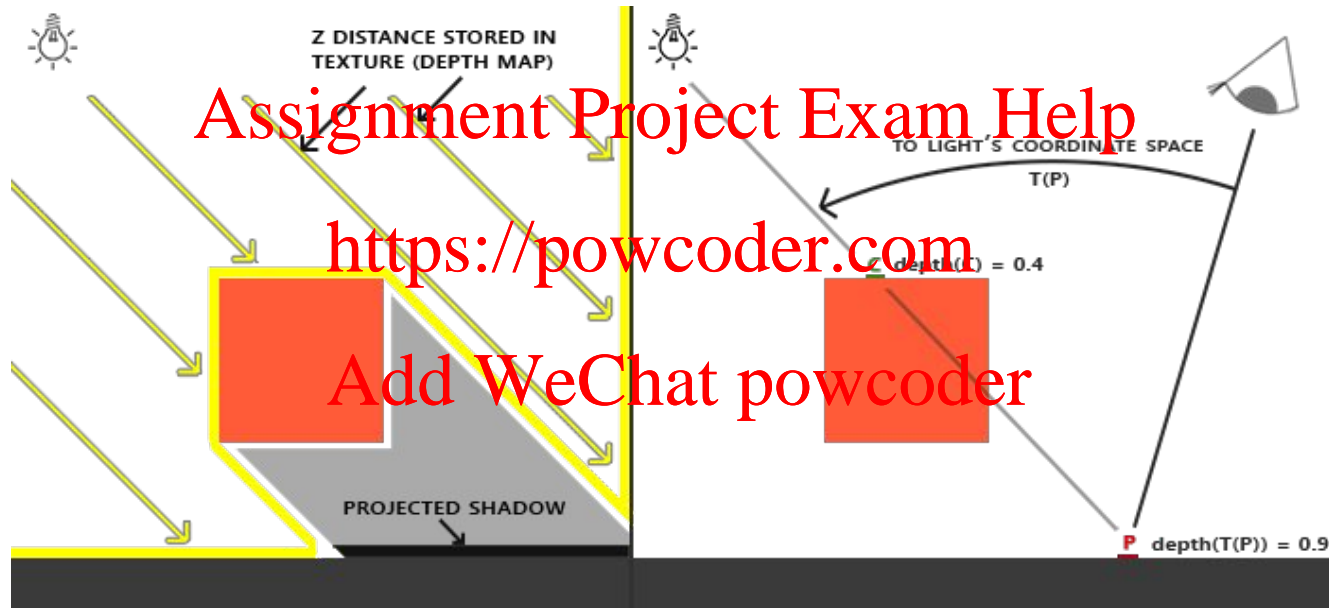 Z DISTANCE STORED IN
TEXTURE (DEPTH MAP)
Assignment Project Exam Help
TO LIGHT'S COORDINATE SPACE
T(P)
https://powcoder.com
C depth(C) = 0.4
Add WeChat powcoder
PROJECTED SHADOW
P depth(T(P)) = 0.9